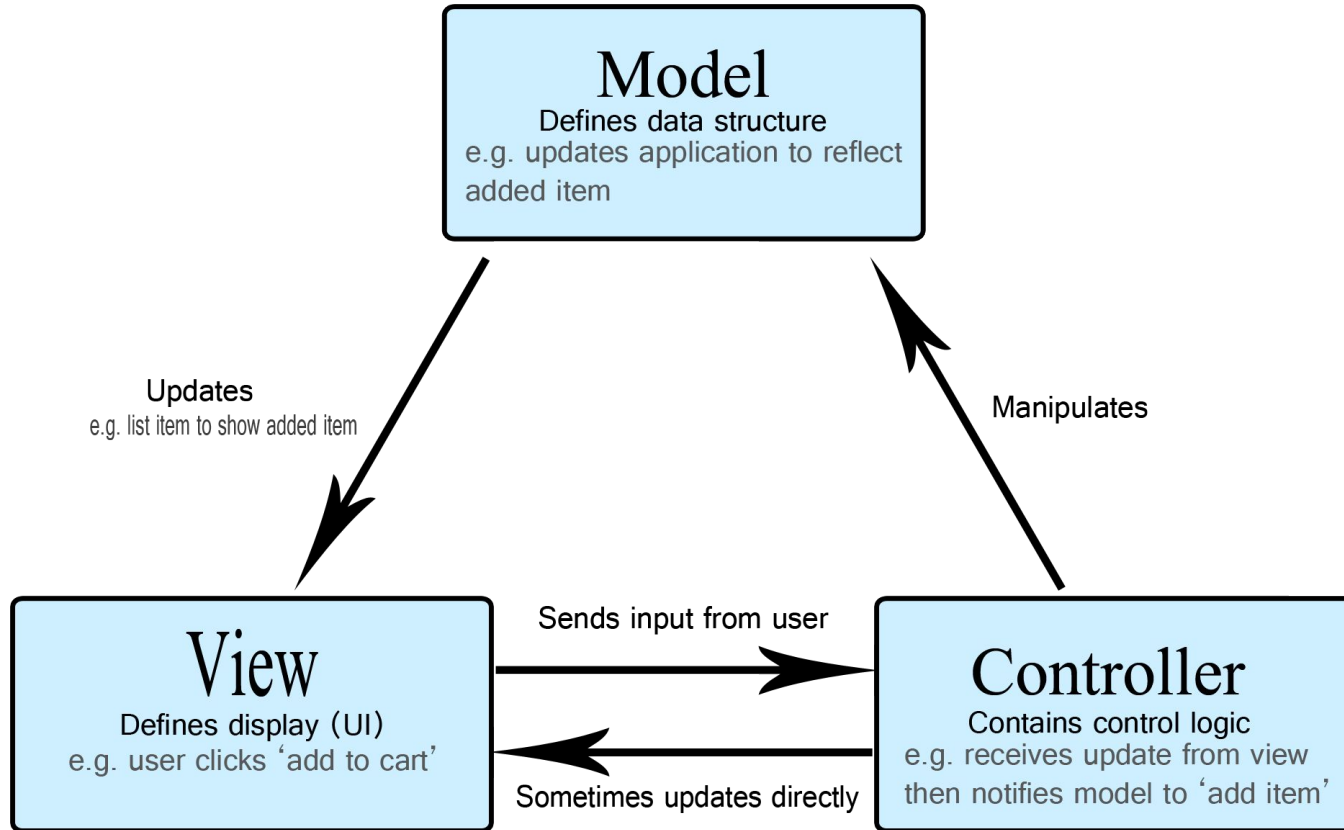 Model
Defines data structure
e.g. updates application to reflect
added item
Updates
e.g. list item to show added item
Manipulates
Sends input from user
View
Defines display (UI)
e.g. user clicks ‘add to cart’
Controller
Contains control logic
e.g. receives update from view
then notifies model to ‘add item’
Sometimes updates directly